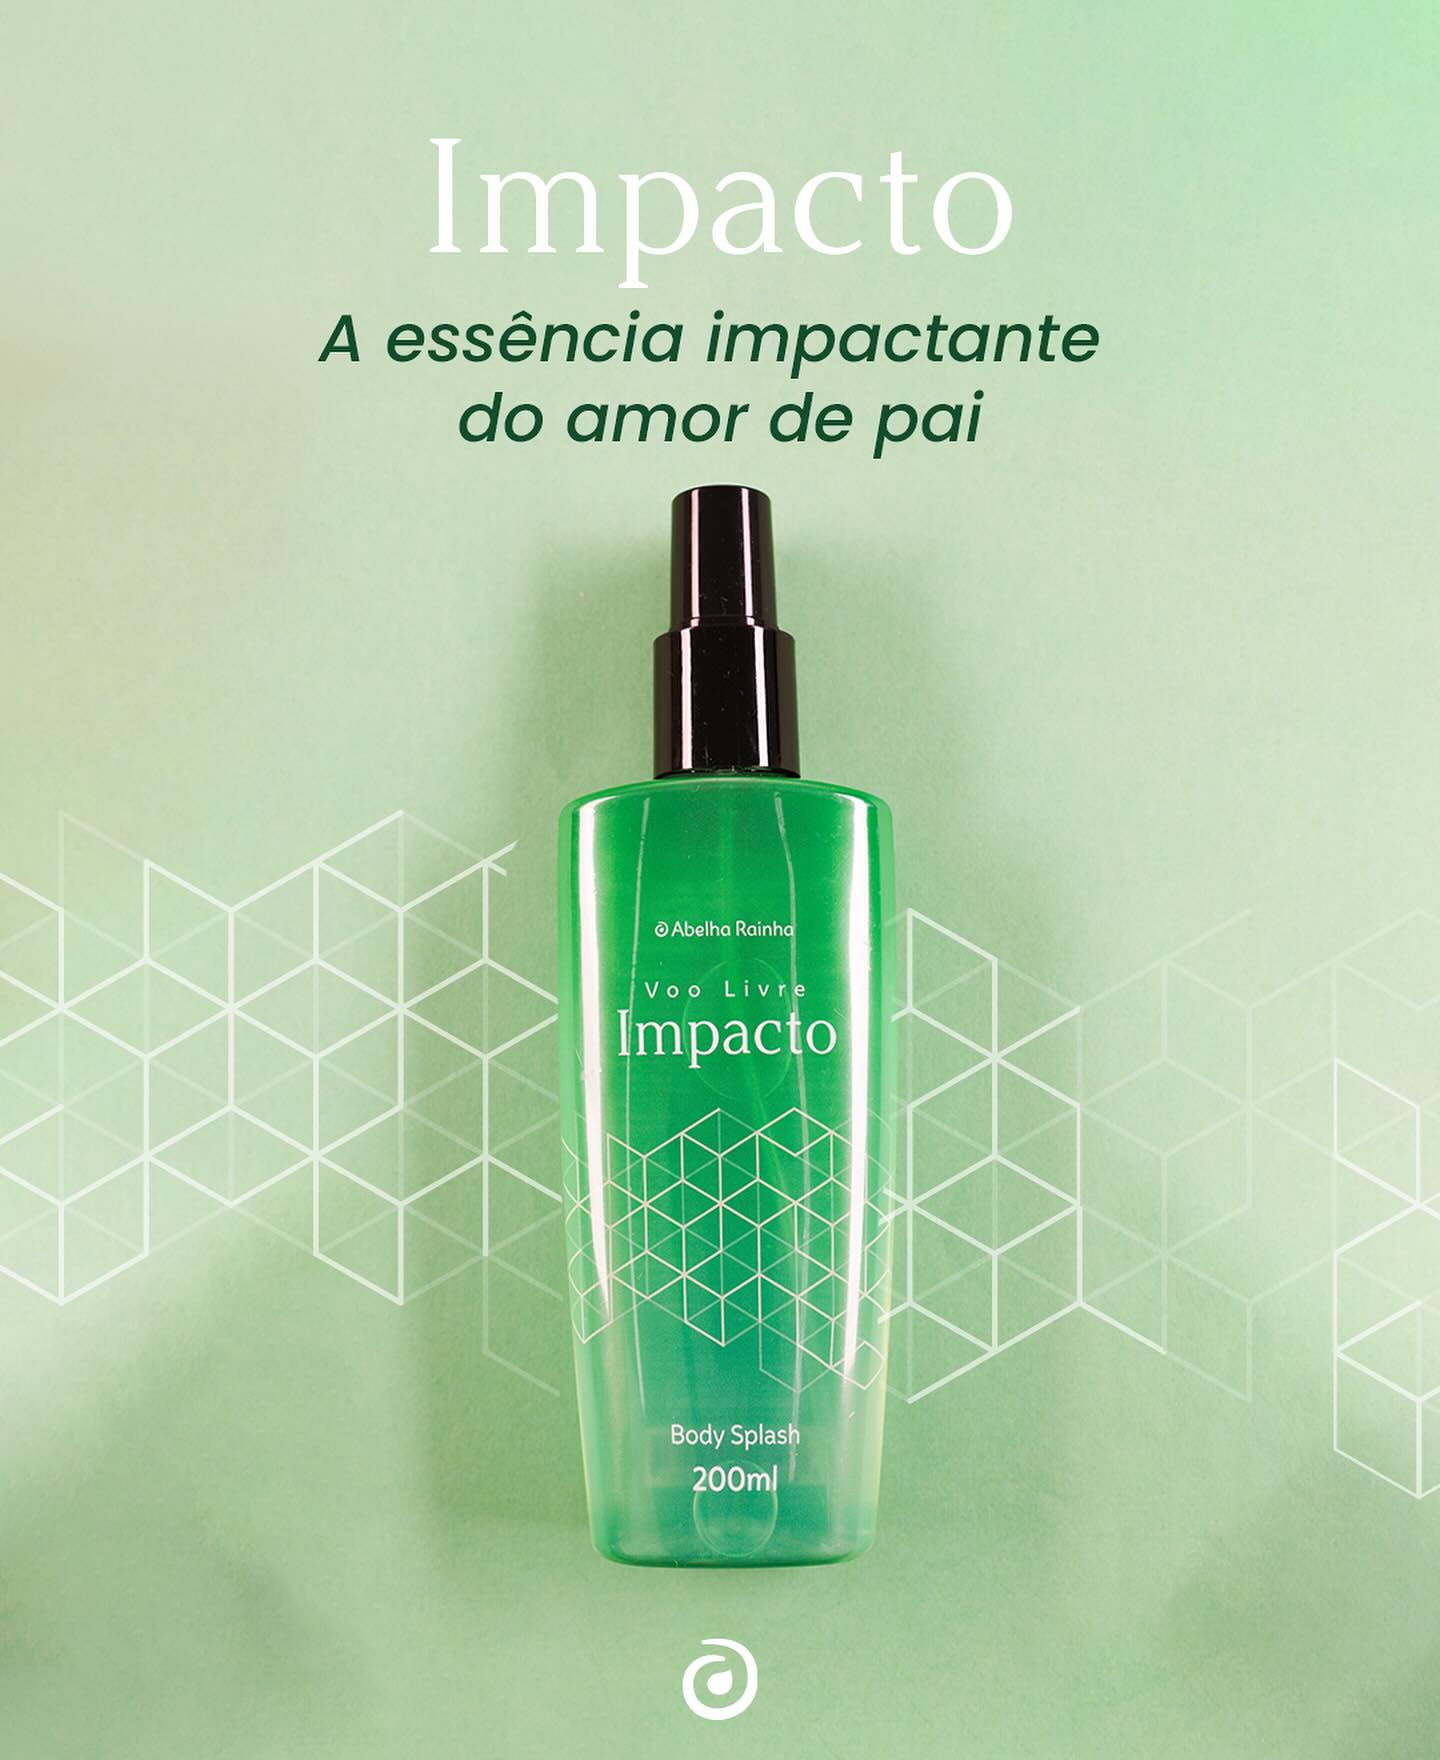 Impacto
A essência impactante
do amor de pai
Abelha Rainha
Voo Livre
Impacto
Body Splash
200ml